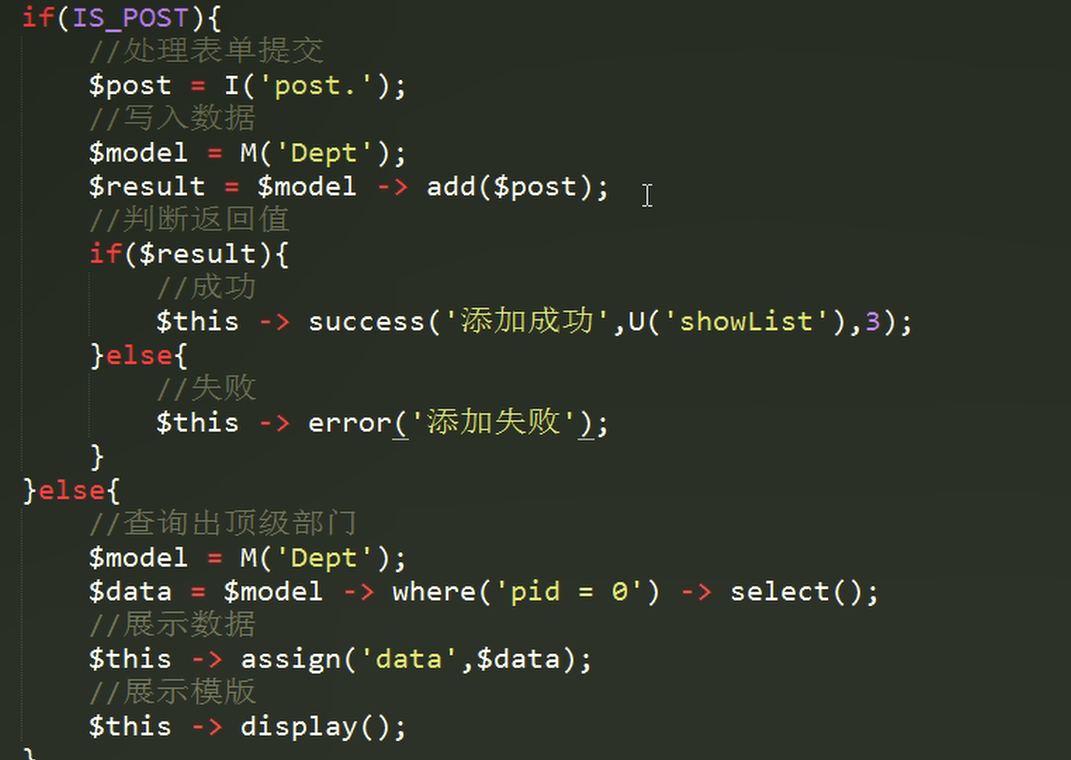 if(IS_POST){
//处理表单提交
$post = I('post.');
//写入数据
$model = M('Dept');
$result = $model -> add($post);
//判断返回值
if($result){
//成功
$this -> success('添加成功',U('showList'),3);
}else{
//失败
$this -> error('添加失败');
}
}else{
//查询出顶级部门
$model = M('Dept');
$data = $model -> where('pid = 0') -> select();
//展示数据
$this -> assign('data',$data);
//展示模版
$this -> display();
}